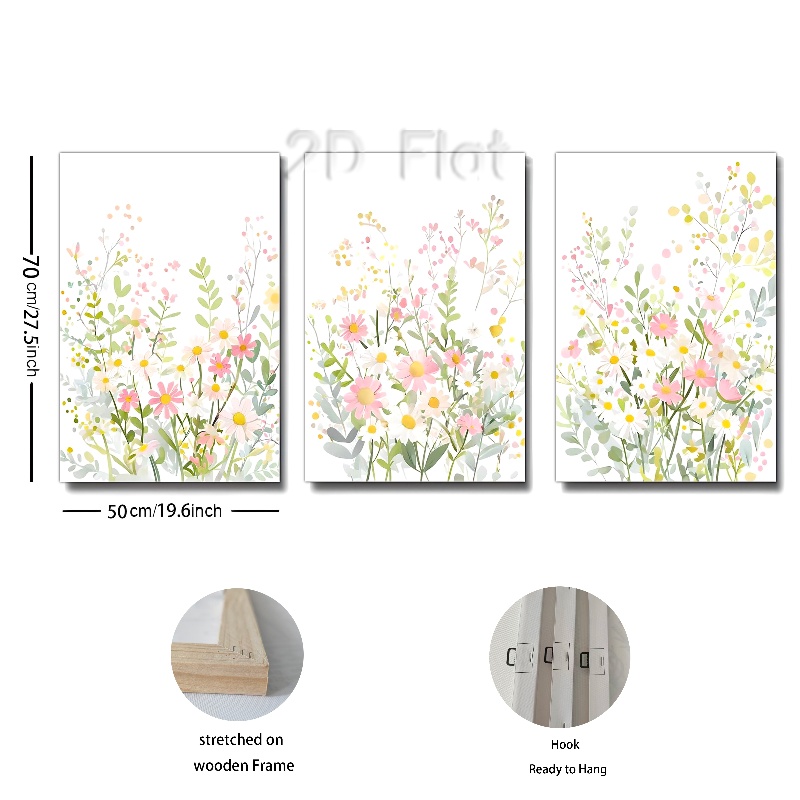 2D Flat
70 cm/27.5inch
50 cm/19.6inch
stretched on
wooden Frame
Hook
Ready to Hang